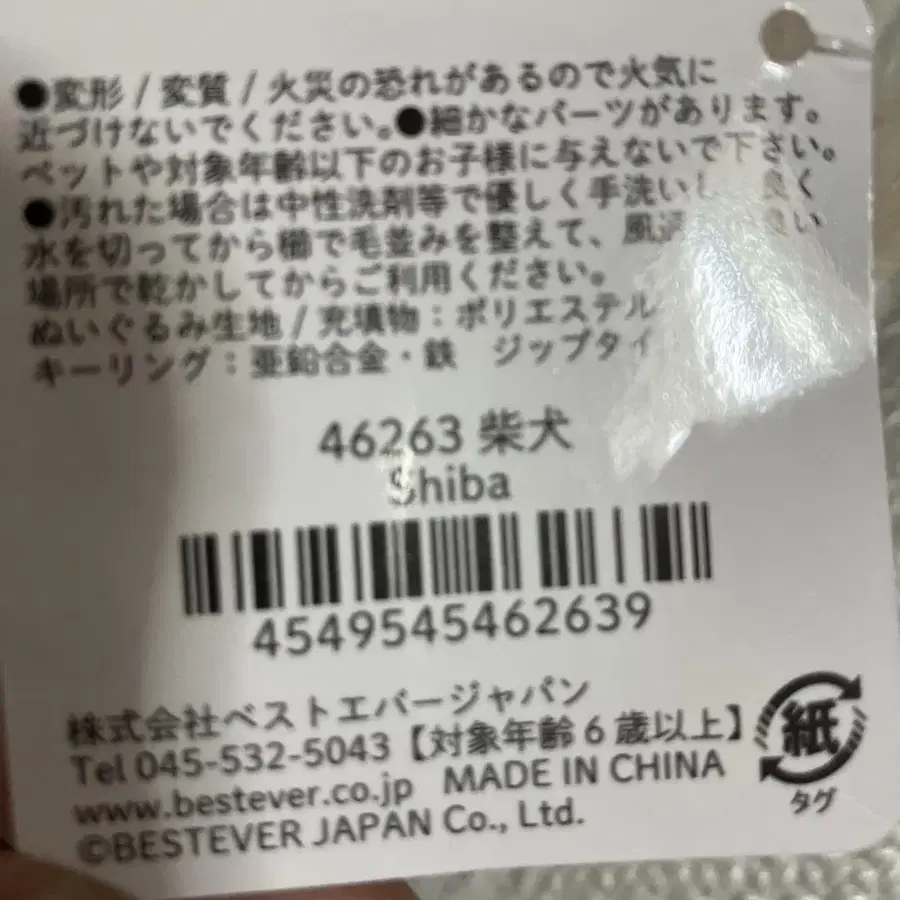 ●変形/変質/火災の恐れがあるので火気に
近づけないでください。●細かなパーツがあります。
ペットや対象年齢以下のお子様に与えないで下さい。
●汚れた場合は中性洗剤等で優しく手洗いし 良く
水を切ってから櫛で毛並みを整えて、風通 良い
場所で乾かしてからご利用ください。
ぬいぐるみ生地/充填物:ポリエステル
キーリング:亜鉛合金・鉄 ジップタイ
46263 柴犬
Shiba
4549545462639
株式会社ベストエバージャパン
Tel 045-532-5043【対象年齢6歳以上】
www.bestever.co.jp MADE IN CHINA
©BESTEVER JAPAN Co., Ltd.
紙
タグ